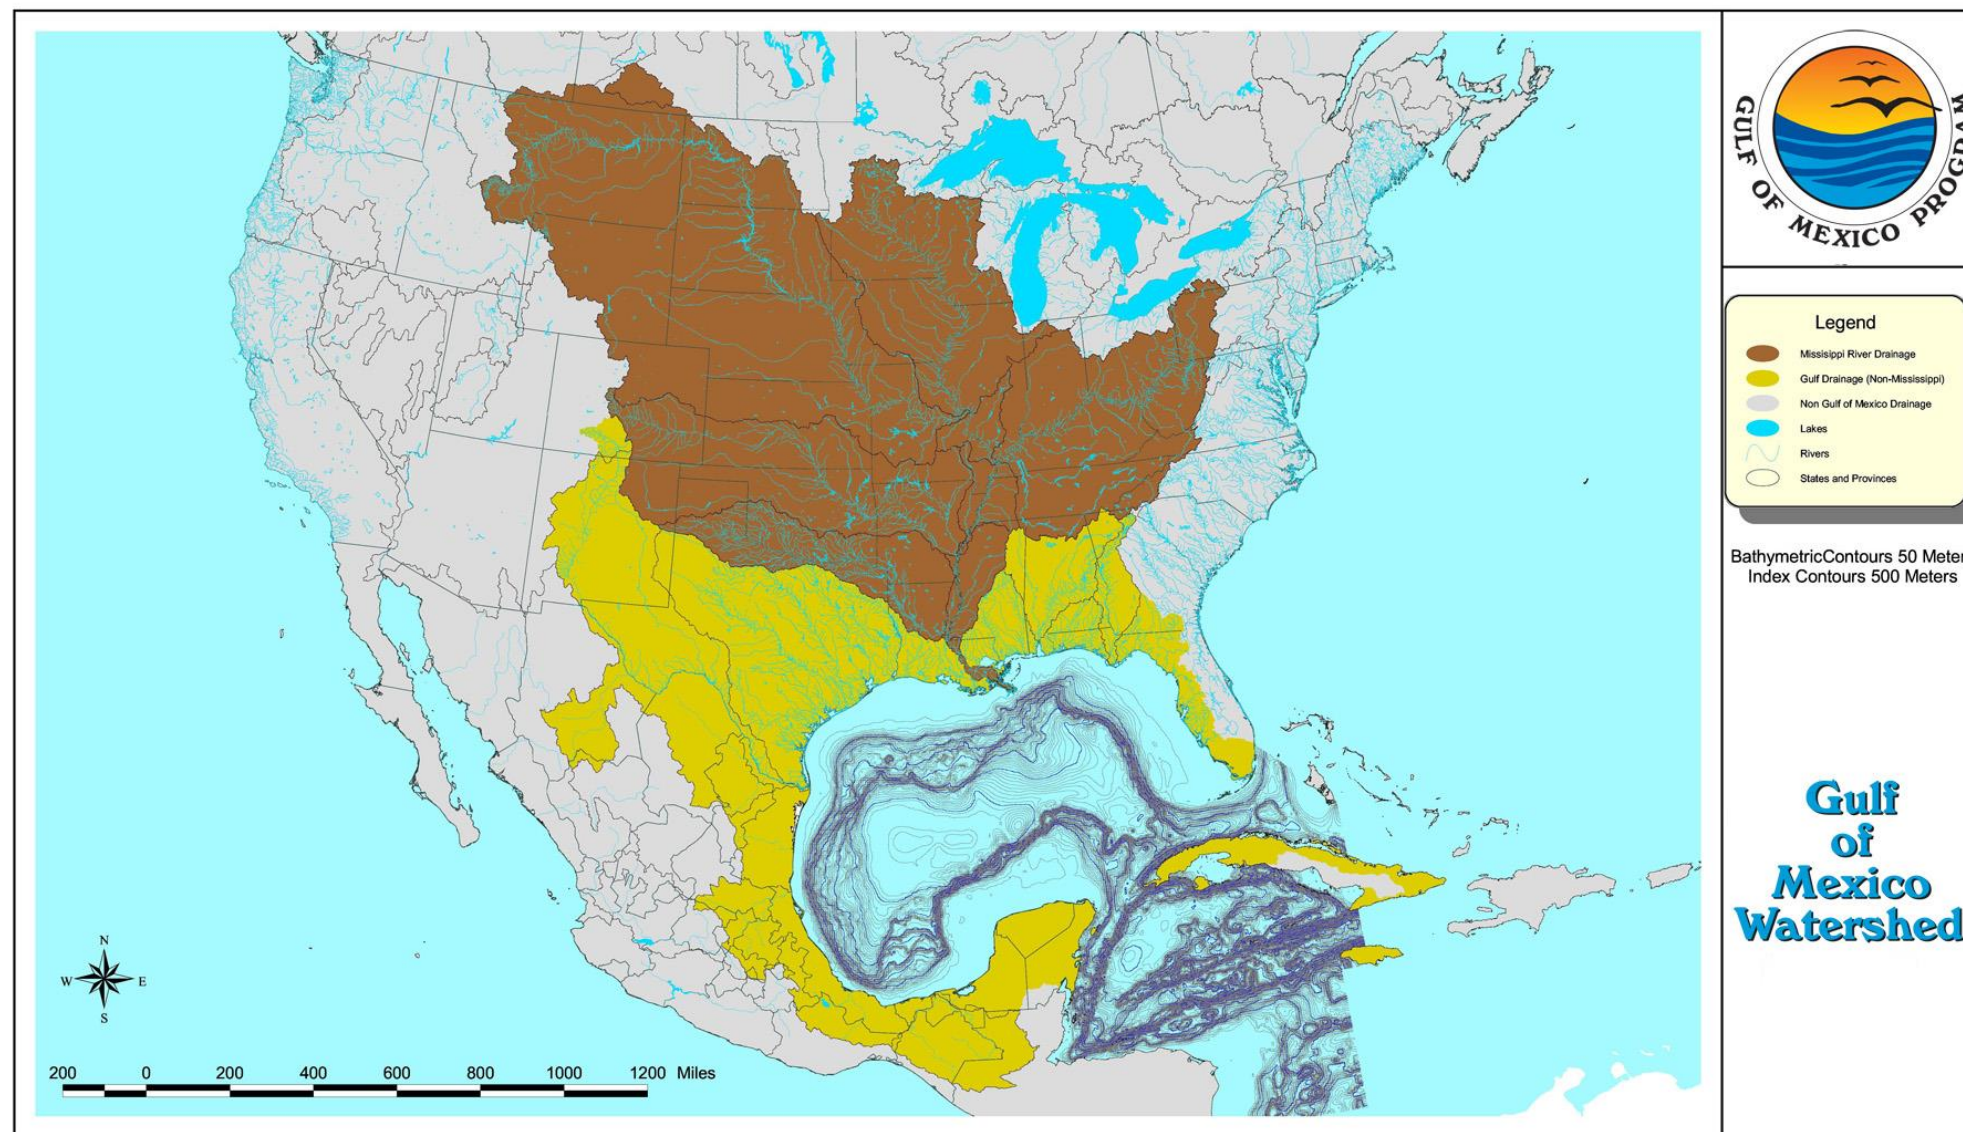 GULF OF MEXICO PROGRAM
Legend
Missisippi River Drainage
Gulf Drainage (Non-Mississippi)
Non Gulf of Mexico Drainage
Lakes
Rivers
States and Provinces
BathymetricContours 50 Meter
Index Contours 500 Meters
Gulf
of
Mexico
Watershed
N
W E
S
200 0 200 400 600 800 1000 1200 Miles